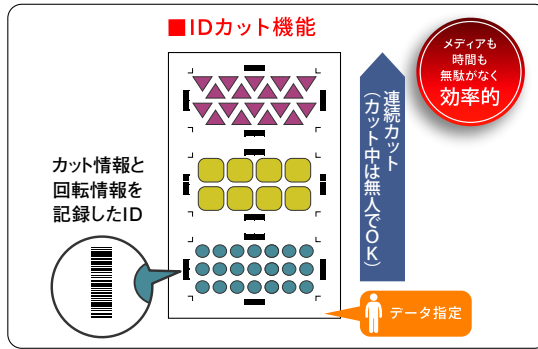 ■IDカット機能
メディアも
時間も
無駄がなく
効率的
連続カット
（カット中は無人でOK）
カット情報と
回転情報を
記録したID
データ指定